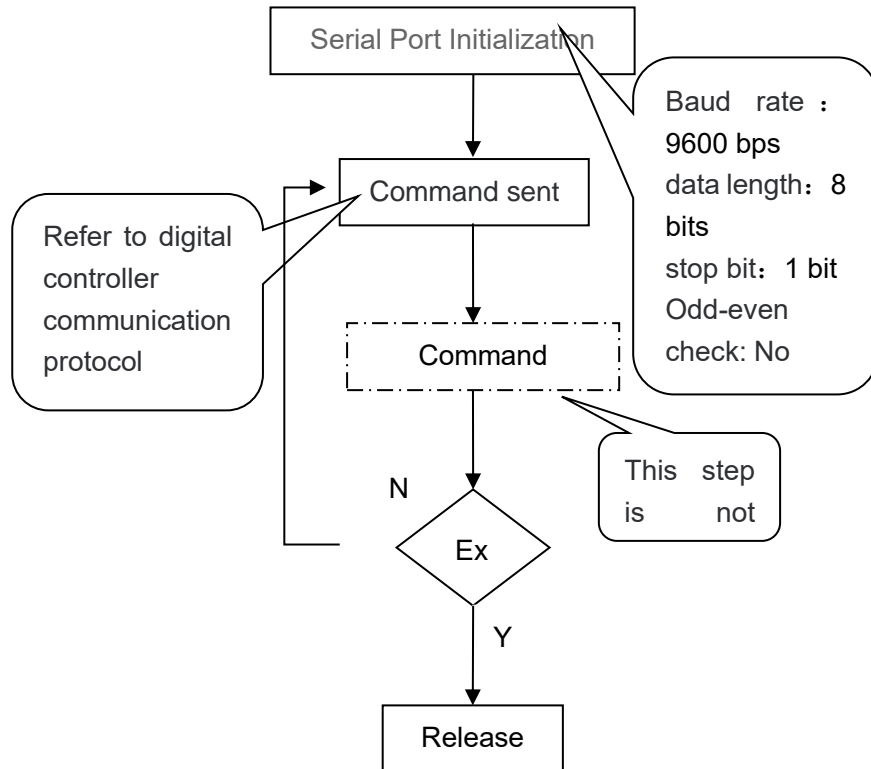 Serial Port Initialization
Baud rate：
9600 bps
data length：8
bits
stop bit：1 bit
Odd-even
check: No
Command sent
Refer to digital
controller
communication
protocol
Command
This step
is not
N
Ex
Y
Release